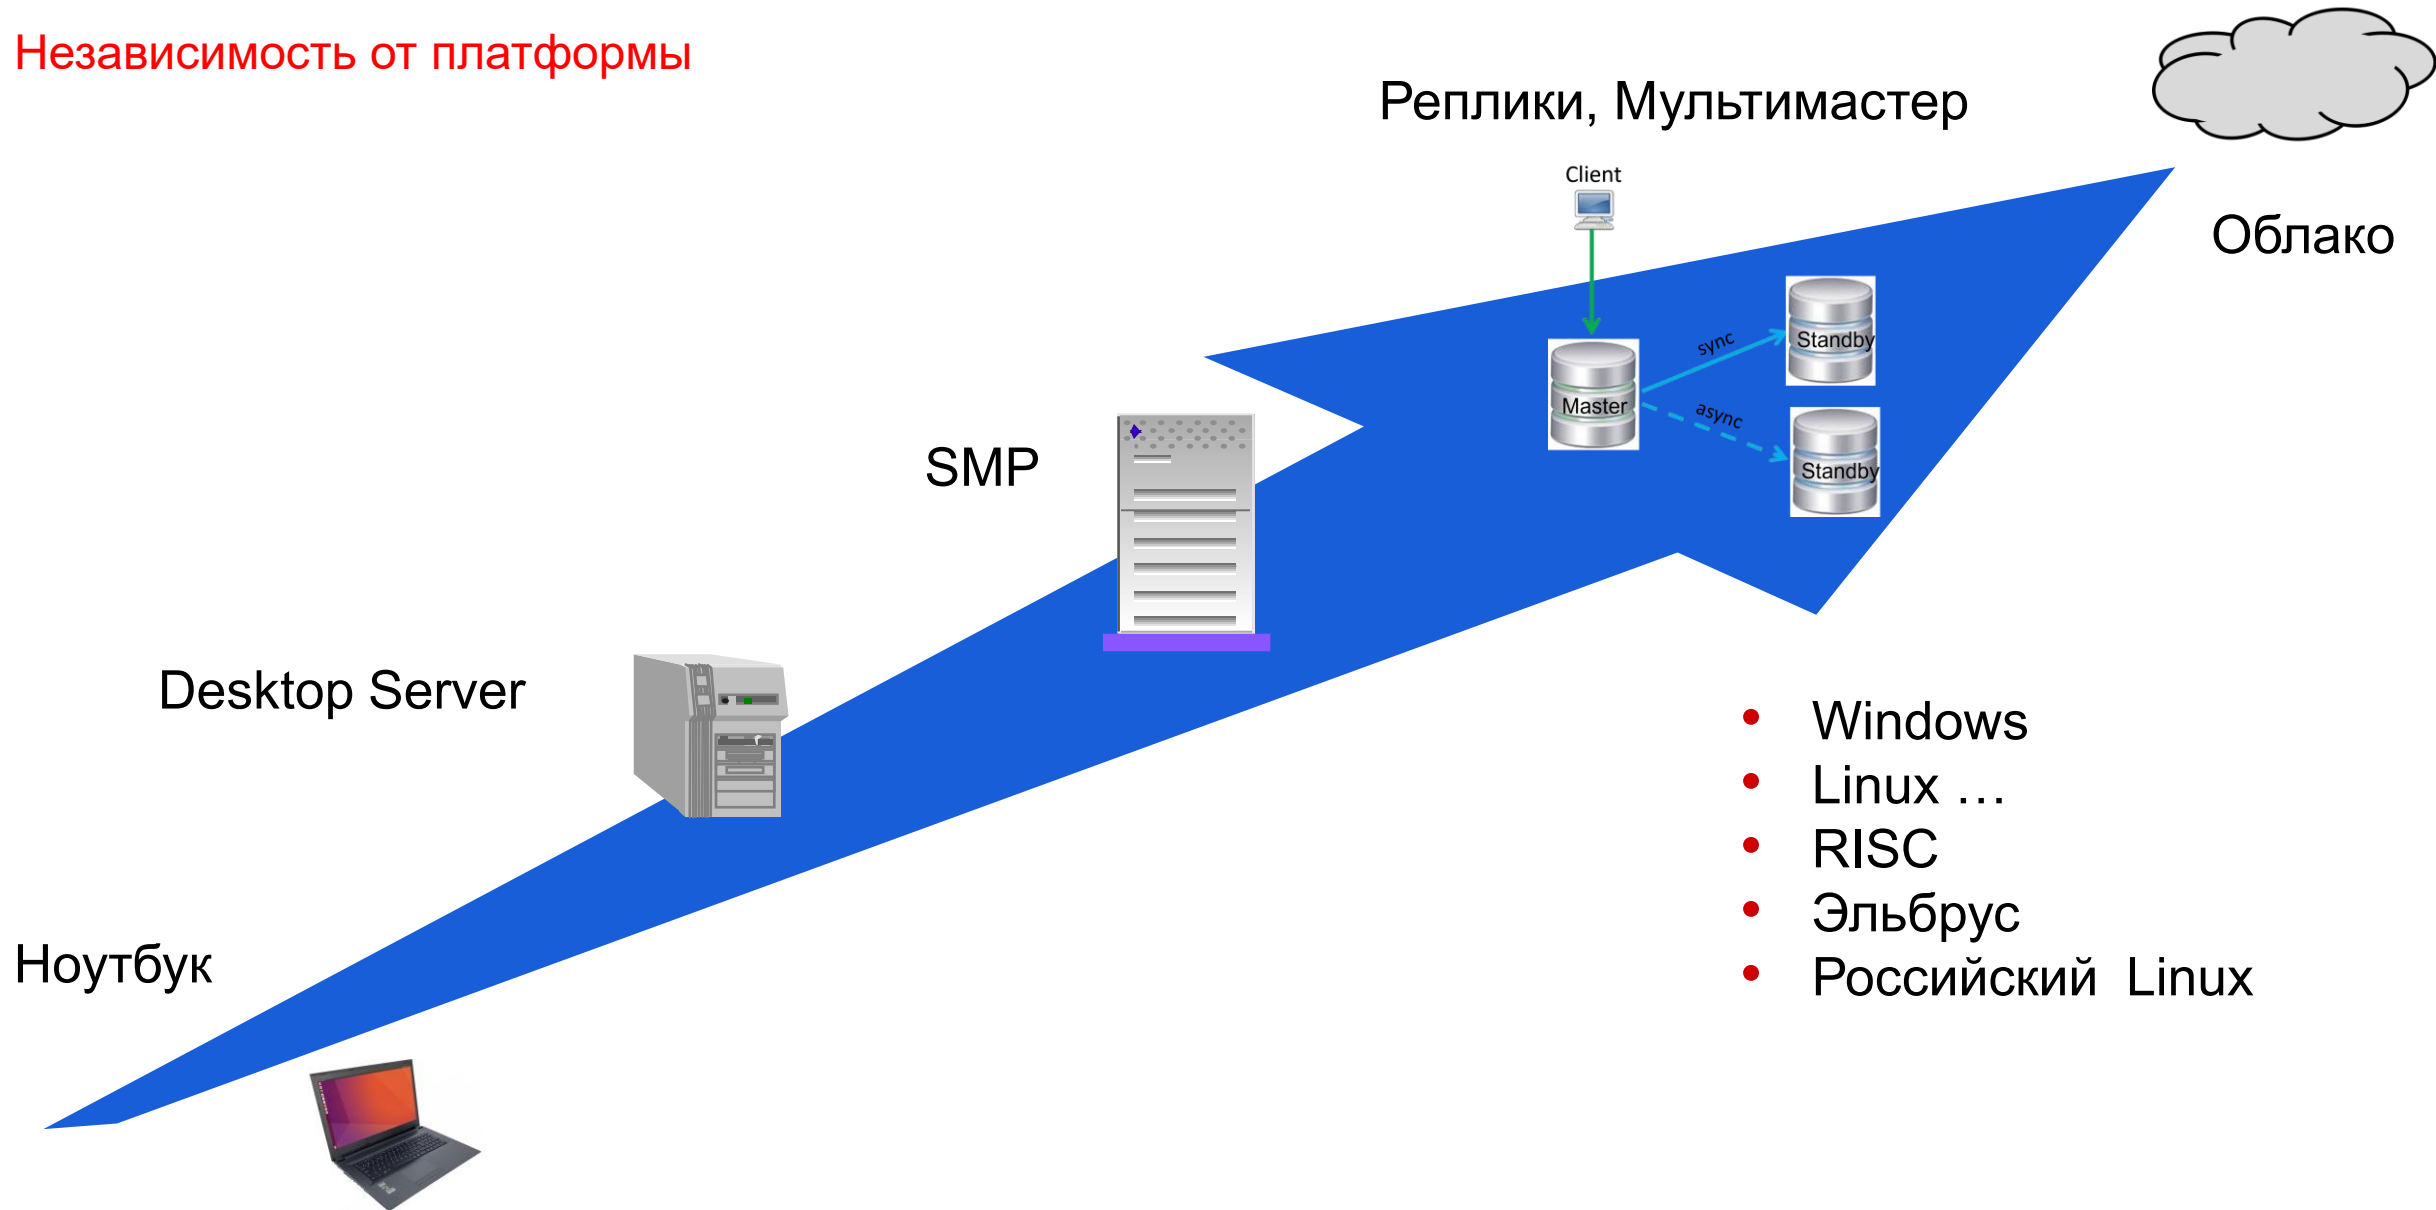 Независимость от платформы
Реплики, Мультимастер
Client
Облако
sync
Standby
Master
async
Standby
SMP
Desktop Server
Ноутбук
• Windows
• Linux …
• RISC
• Эльбрус
• Российский Linux